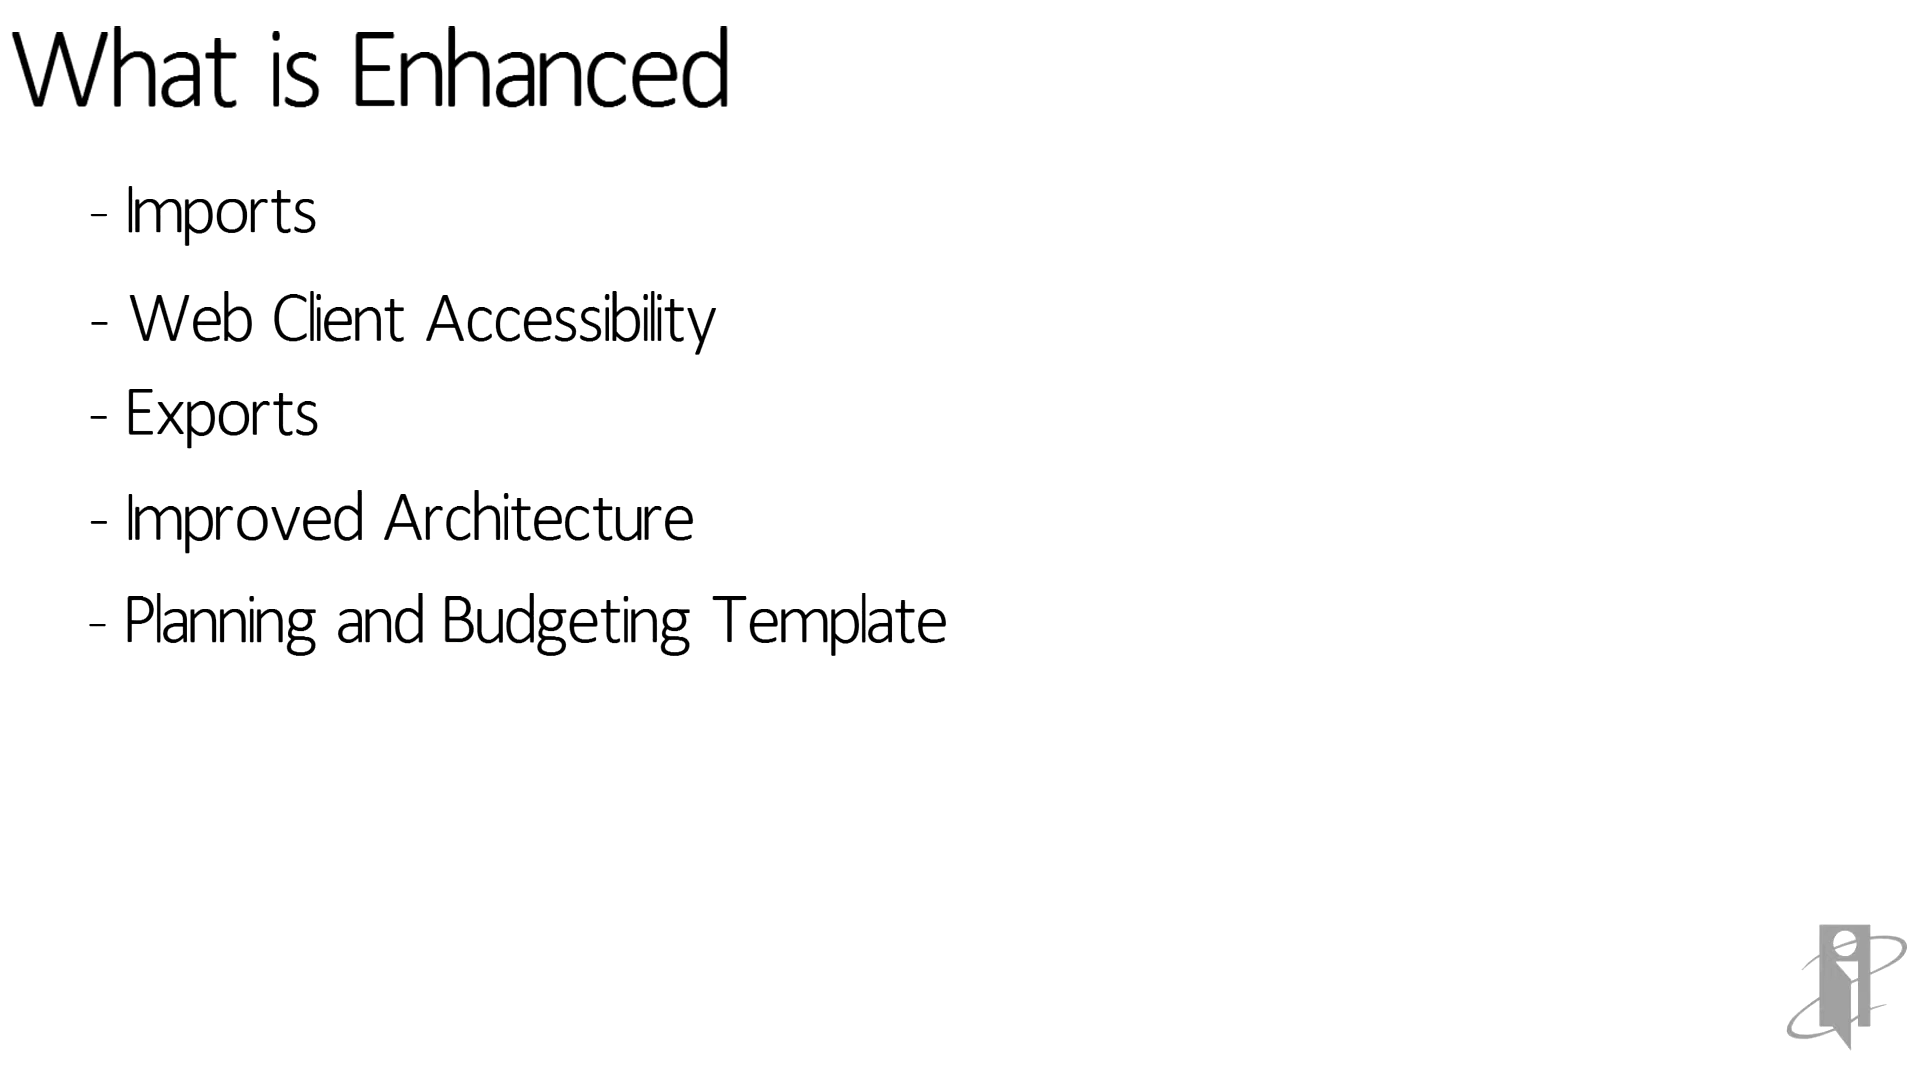 What is Enhanced
- Imports
- Web Client Accessibility
- Exports
- Improved Architecture
- Planning and Budgeting Template